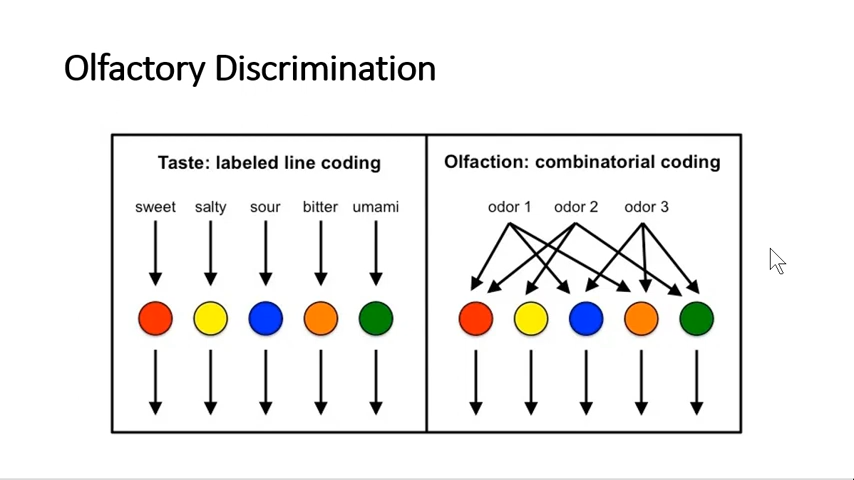 Olfactory Discrimination
Taste: labeled line coding
sweet salty sour bitter umami
Olfaction: combinatorial coding
odor 1 odor 2 odor 3